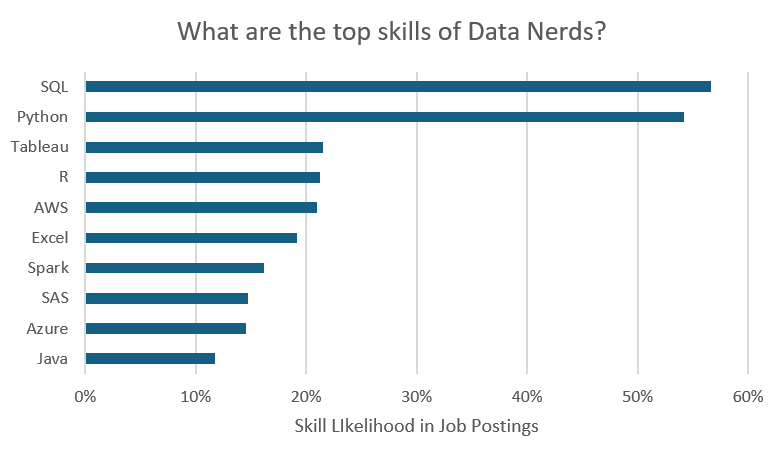 What are the top skills of Data Nerds?
SQL
Python
Tableau
R
AWS
Excel
Spark
SAS
Azure
Java
0% 10% 20% 30% 40% 50% 60%
Skill LIkelihood in Job Postings